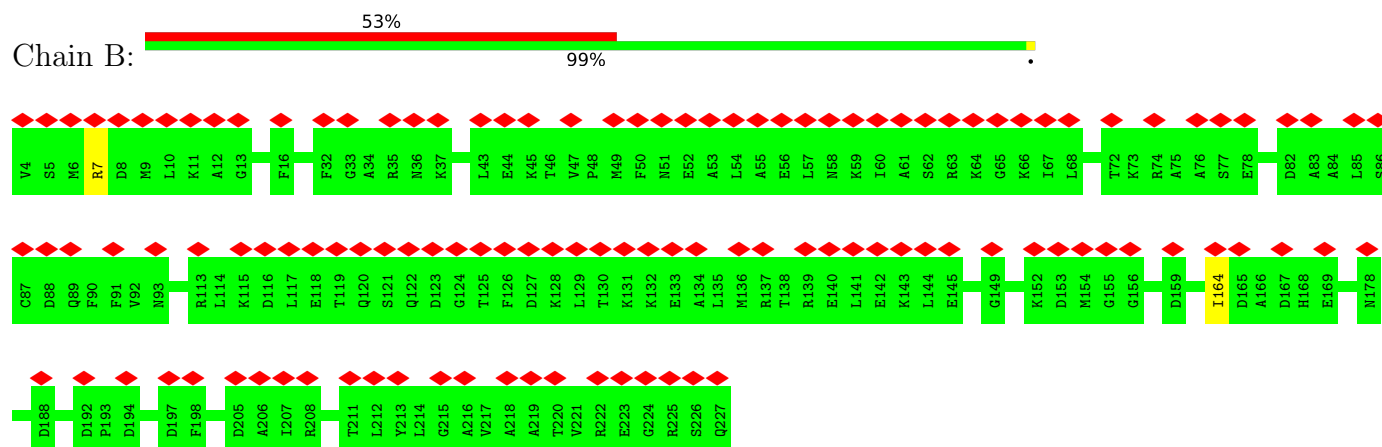 53%
Chain B:
99% .
V4 S5 M6 R7 D8 M9 L10 K11 A12 G13 F16 F32 G33 A34 R35 N36 K37 L43 E44 K45 T46 V47 P48 M49 F50 N51 E52 A53 L54 A55 E56 L57 N58 K59 I60 A61 S62 R63 K64 G65 K66 I67 L68 T72 K73 R74 A75 A76 S77 E78 D82 A83 A84 L85 S86
C87 D88 Q89 F90 F91 V92 N93 R113 L114 K115 D116 L117 E118 T119 Q120 S121 Q122 D123 G124 T125 F126 D127 K128 L129 T130 K131 K132 E133 A134 L135 M136 R137 T138 R139 E140 L141 E142 K143 L144 E145 G149 K152 D153 M154 G155 G156 D159 I164 D165 A166 D167 H168 E169 N178
D188 D192 P193 D194 D197 F198 D205 A206 I207 R208 T211 L212 Y213 L214 G215 A216 V217 A218 A219 T220 V221 R222 E223 G224 R225 S226 Q227